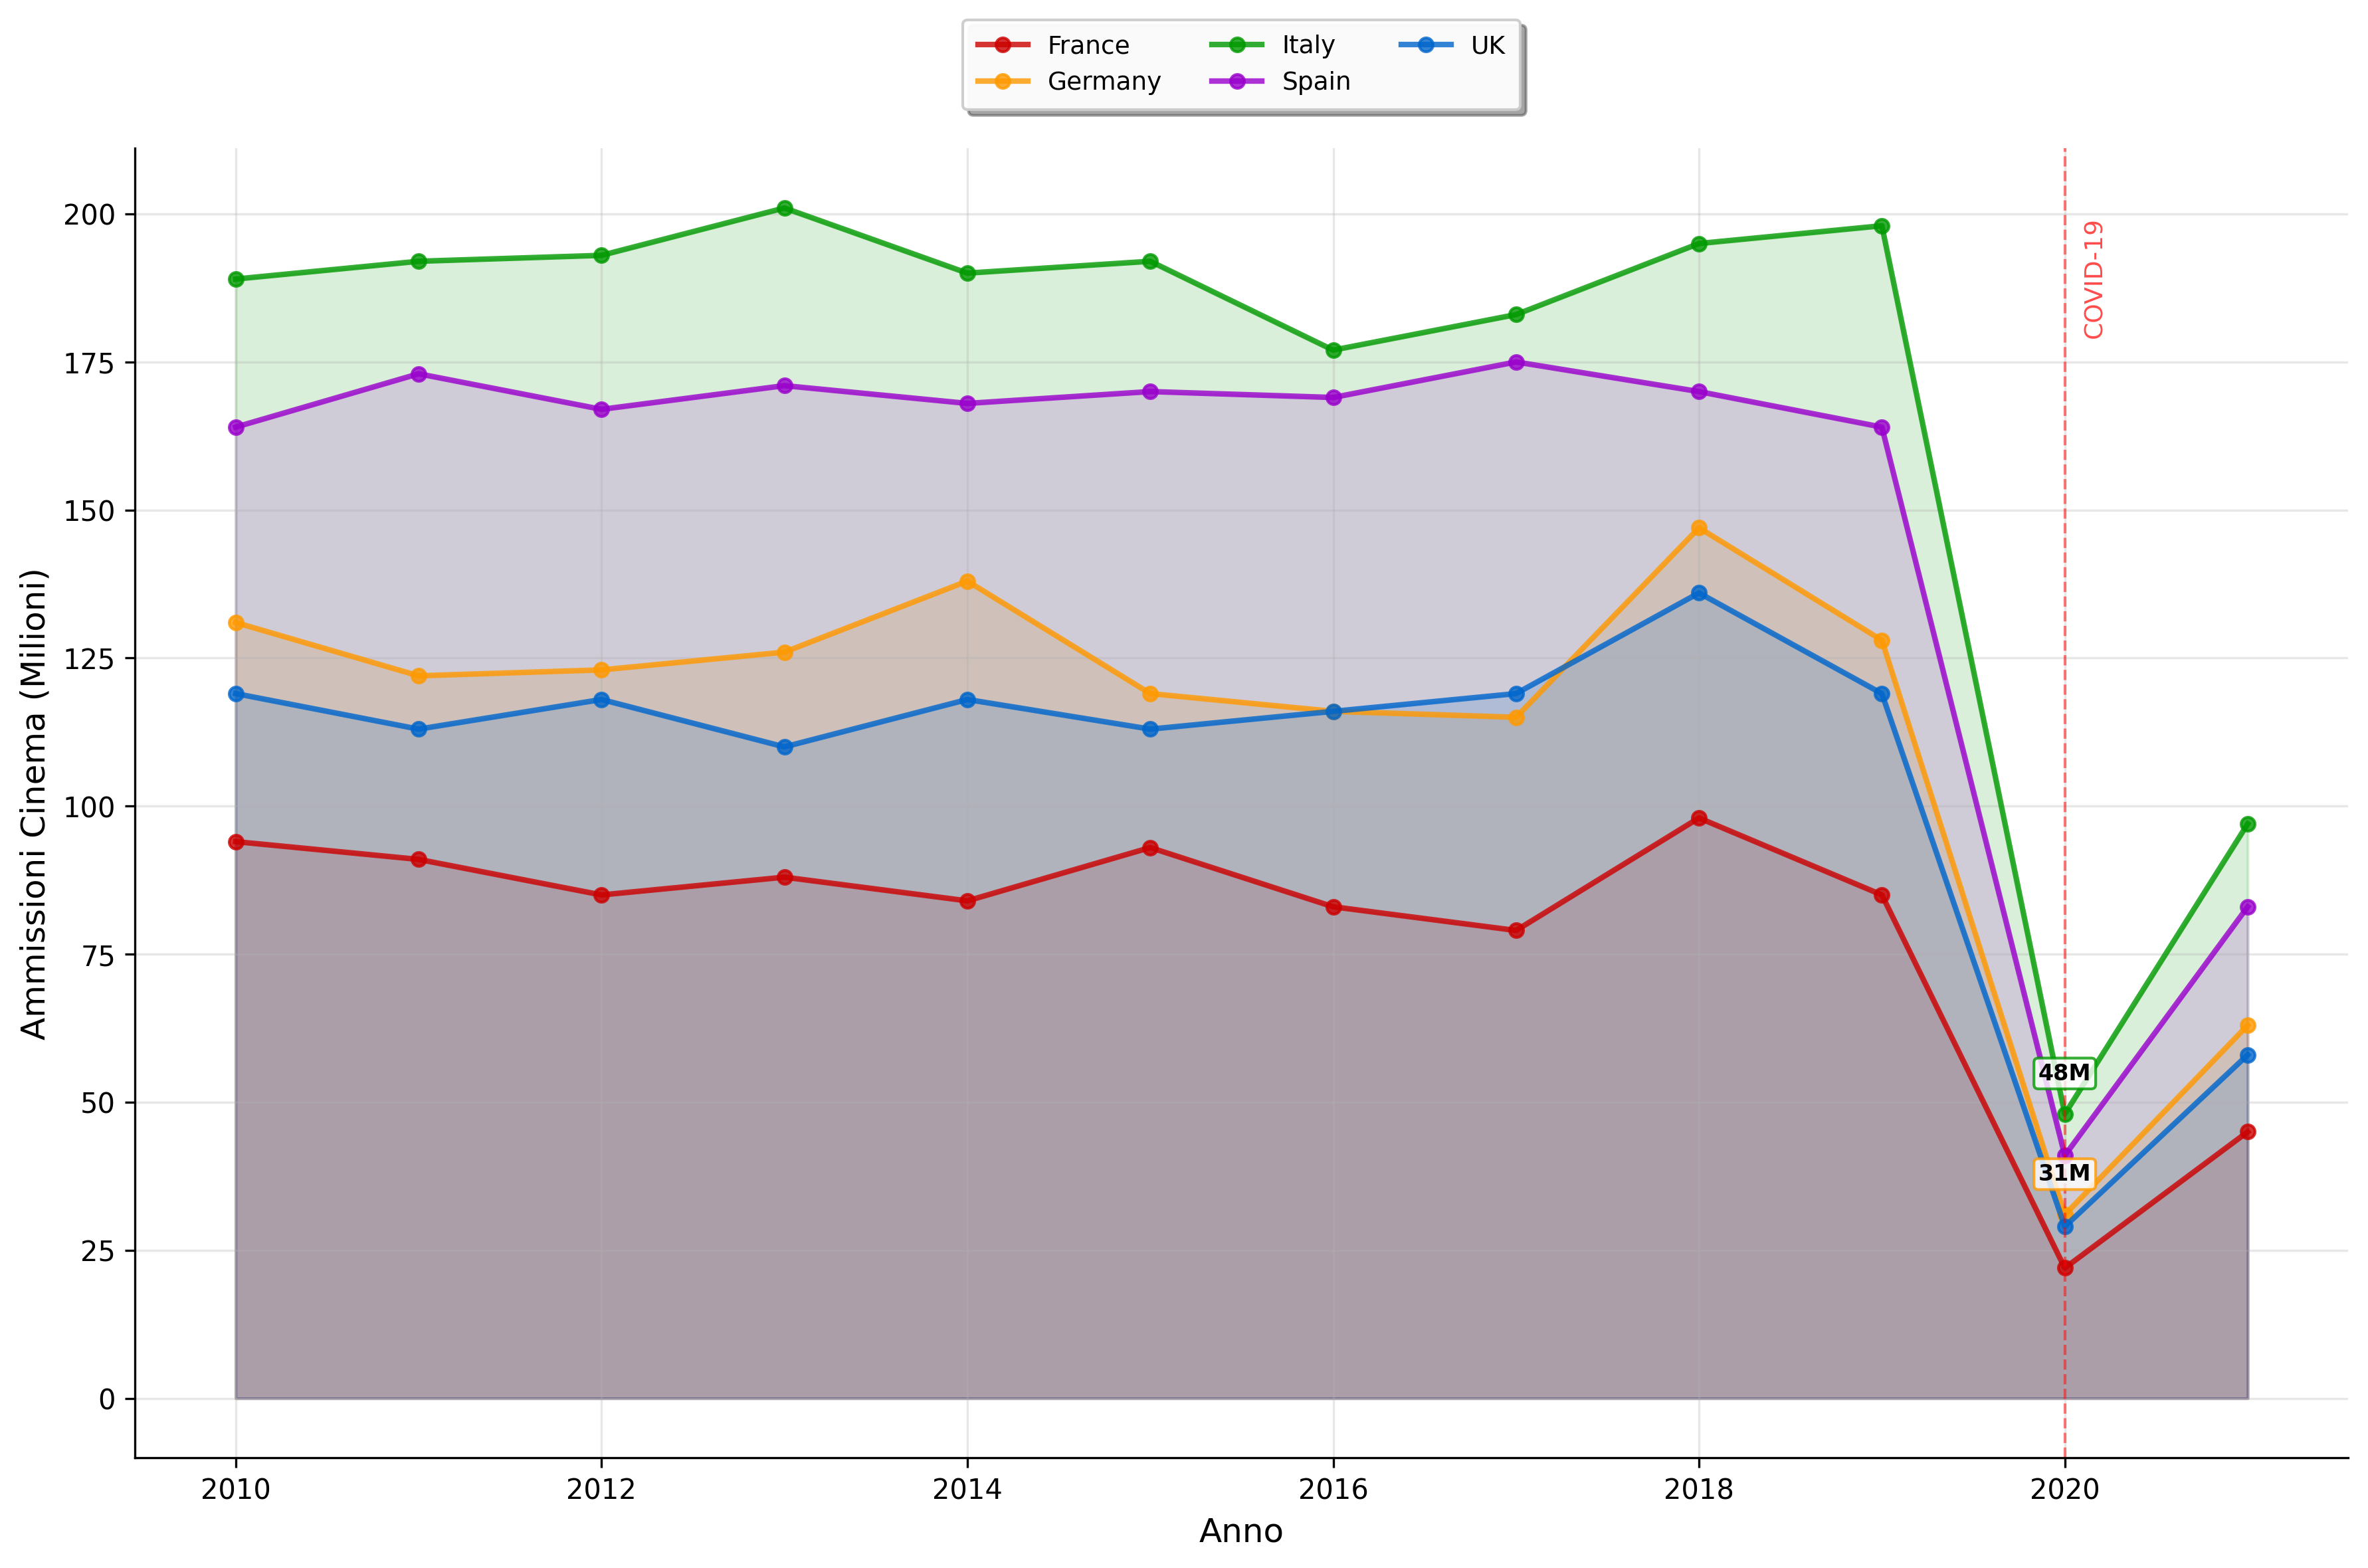 France
Germany
Italy
Spain
UK
Ammissioni Cinema (Milioni)
200
175
150
125
100
75
50
25
0
COVID-19
48M
31M
2010
2012
2014
2016
2018
2020
Anno